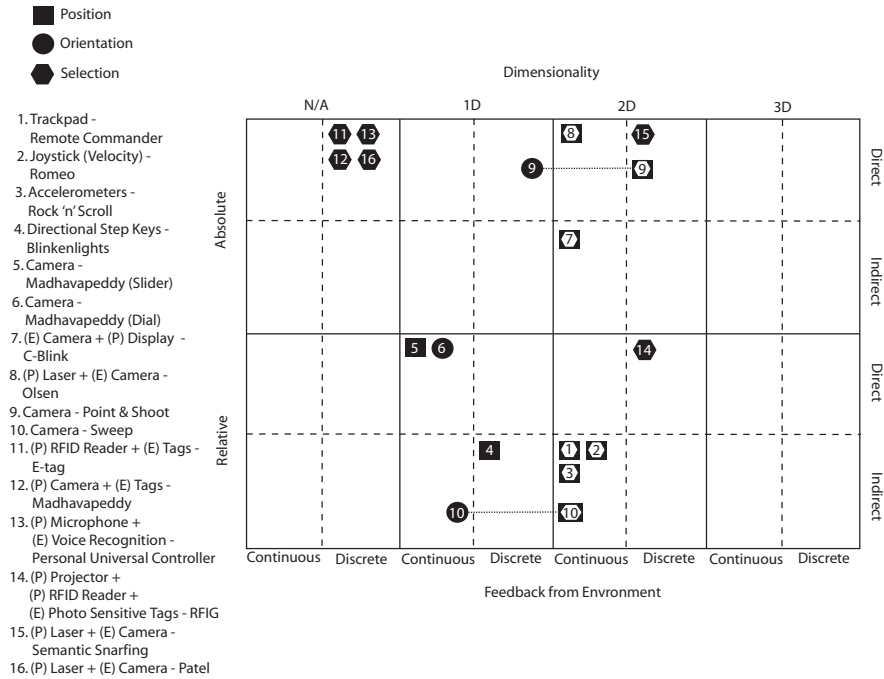 Position
Orientation
Selection
Dimensionality
N/A 1D 2D 3D
1. Trackpad -
Remote Commander
2. Joystick (Velocity) -
Romeo
3. Accelerometers -
Rock 'n' Scroll
4. Directional Step Keys -
Blinkenlights
5. Camera -
Madhavapeddy (Slider)
6. Camera -
Madhavapeddy (Dial)
7. (E) Camera + (P) Display -
C-Blink
8. (P) Laser + (E) Camera -
Olsen
9. Camera - Point & Shoot
10. Camera - Sweep
11. (P) RFID Reader + (E) Tags -
E-tag
12. (P) Camera + (E) Tags -
Madhavapeddy
13. (P) Microphone +
(E) Voice Recognition -
Personal Universal Controller
14. (P) Projector +
(P) RFID Reader +
(E) Photo Sensitive Tags - RFIG
15. (P) Laser + (E) Camera -
Semantic Snarfing
16. (P) Laser + (E) Camera - Patel
Absolute
Relative
11 13 8 15
12 16 9 9
7
5 6 14
4 1 2
3
10 10
Direct
Indirect
Direct
Indirect
Continuous Discrete Continuous Discrete Continuous Discrete Continuous Discrete
Feedback from Envronment